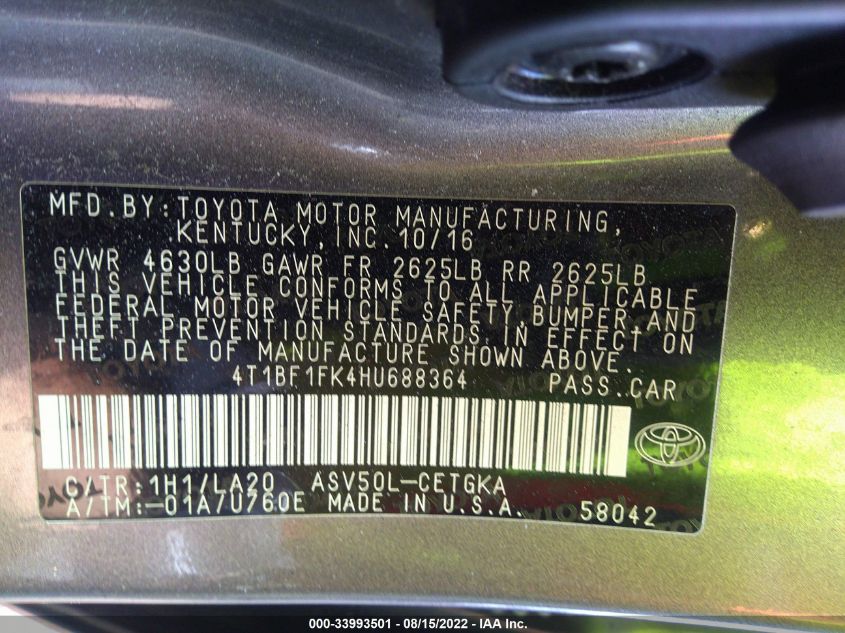 MFD. BY: TOYOTA MOTOR MANUFACTURING,
KENTUCKY, INC. 10/16
GVWR 4630LB GAWR FR 2625LB RR 2625LB
THIS VEHICLE CONFORMS TO ALL APPLICABLE
FEDERAL MOTOR VEHICLE SAFETY, BUMPER, AND
THEFT PREVENTION STANDARDS IN EFFECT ON
THE DATE OF MANUFACTURE SHOWN ABOVE.
4T1BF1FK4HU688364 PASS. CAR
C/TR: 1H1/LA20 ASV50L-CETGKA
A/TM:-01A7U760E MADE IN U.S.A. 58042
000-33993501 - 08/15/2022 - IAA Inc.